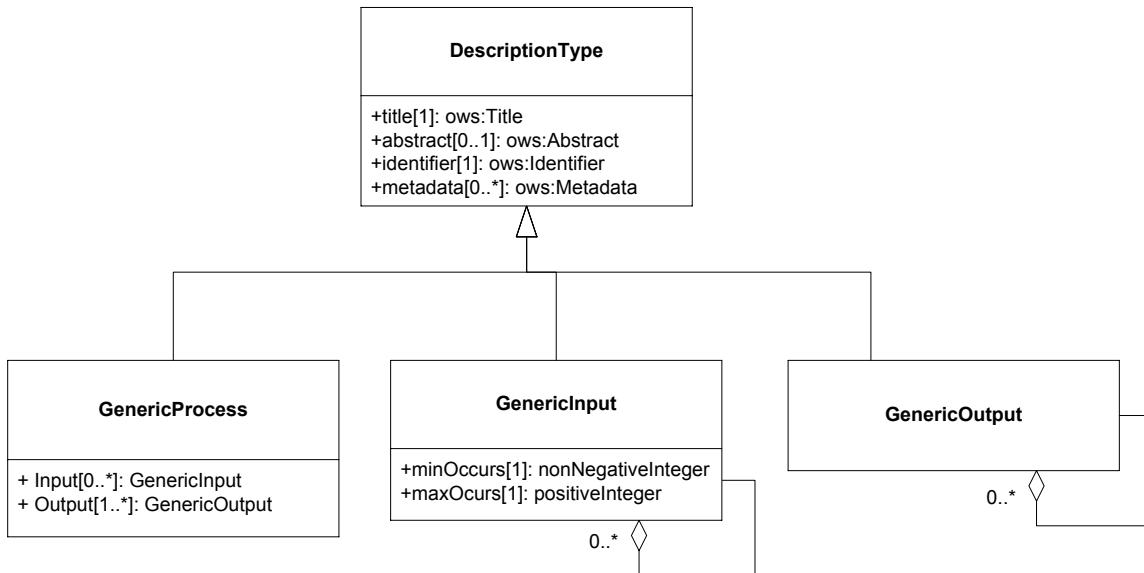 DescriptionType
+title[1]: ows:Title
+abstract[0..1]: ows:Abstract
+identifier[1]: ows:Identifier
+metadada[0..*]: ows:Metadata
GenericProcess
+ Input[0..*]: GenericInput
+ Output[1..*]: GenericOutput
GenericInput
+minOccurs[1]: nonNegativeInteger
+maxOcurs[1]: positiveInteger
0..*
GenericOutput
0..*